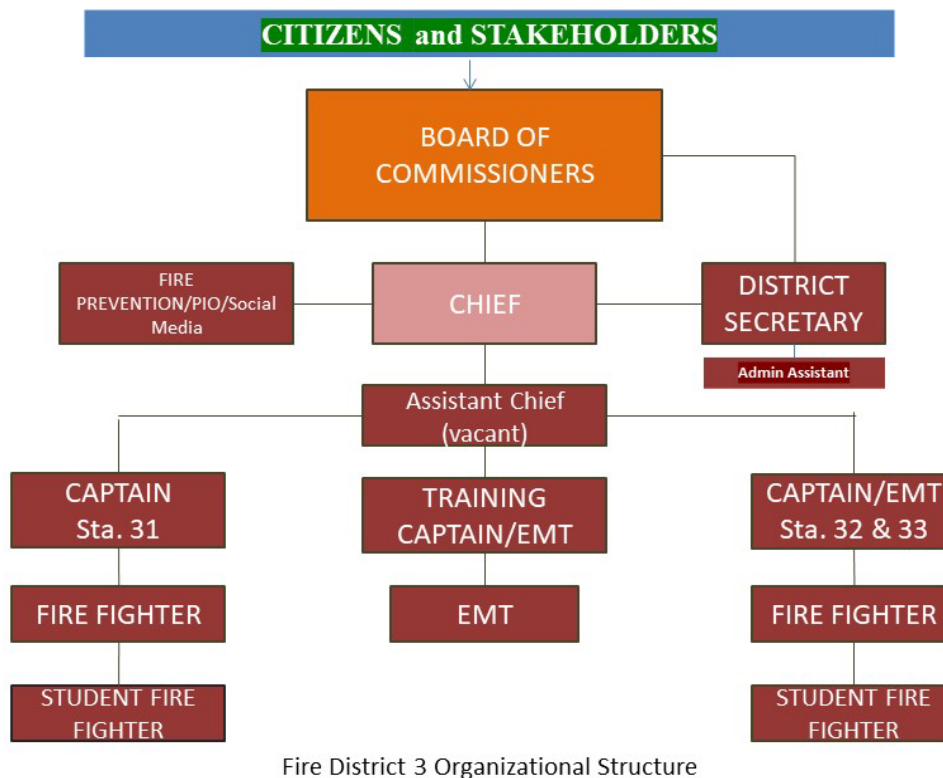 CITIZENS and STAKEHOLDERS
BOARD OF
COMMISSIONERS
FIRE
PREVENTION/PIO/Social
Media
CHIEF
DISTRICT
SECRETARY
Admin Assistant
Assistant Chief
(vacant)
CAPTAIN
Sta. 31
TRAINING
CAPTAIN/EMT
CAPTAIN/EMT
Sta. 32 & 33
FIRE FIGHTER
EMT
FIRE FIGHTER
STUDENT FIRE
FIGHTER
STUDENT FIRE
FIGHTER
Fire District 3 Organizational Structure